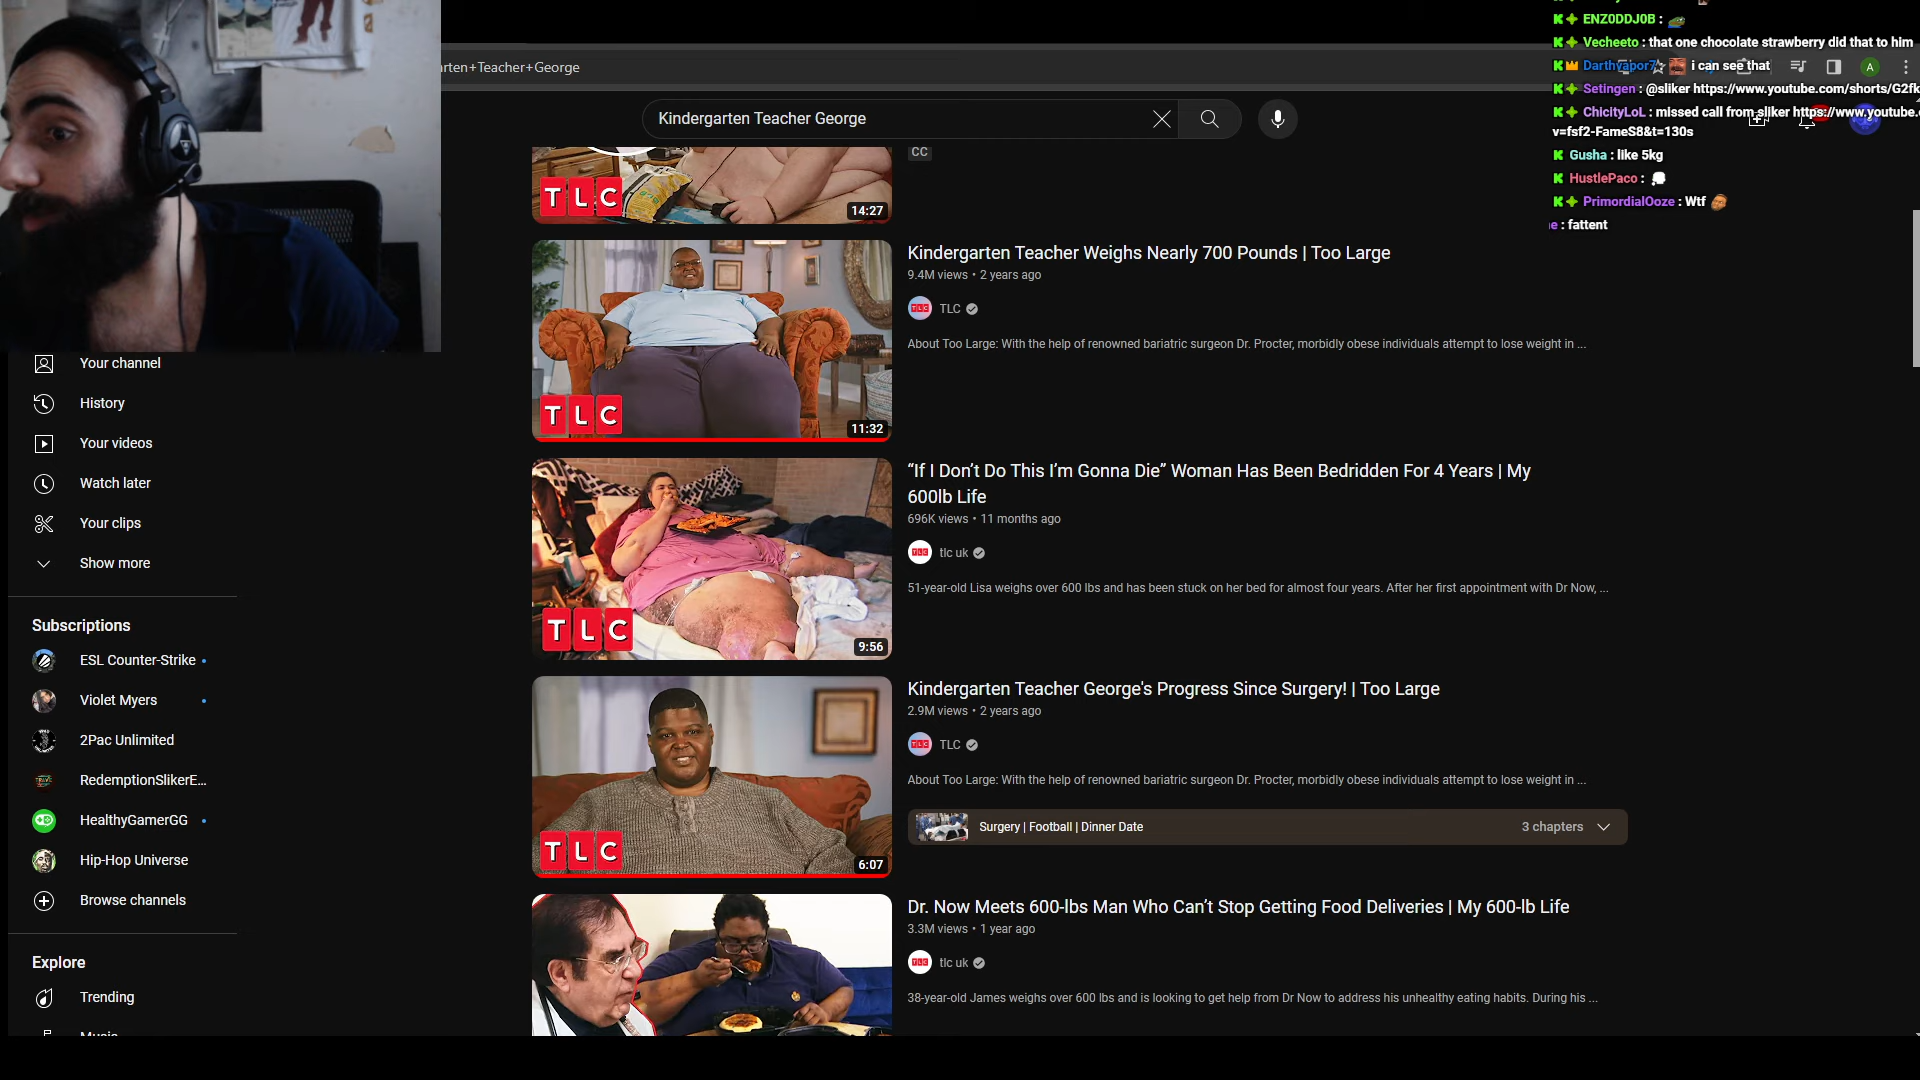 rten+Teacher+George
Kindergarten Teacher George
ENZ0DDJ0B :
Vecheeto : that one chocolate strawberry did that to him
Darthvapor7 : i can see that
Setingen : @sliker https://www.youtube.com/shorts/G2fk
ChicityLoL : missed call from sliker https://www.youtube.
v=fsf2-FameS8&t=130s
Gusha : like 5kg
HustlePaco :
PrimordialOoze : Wtf
e : fattent
A
CC
TLC
14:27
Kindergarten Teacher Weighs Nearly 700 Pounds | Too Large
9.4M views • 2 years ago
TLC
About Too Large: With the help of renowned bariatric surgeon Dr. Procter, morbidly obese individuals attempt to lose weight in ...
TLC
11:32
“If I Don’t Do This I’m Gonna Die” Woman Has Been Bedridden For 4 Years | My
600lb Life
696K views • 11 months ago
tlc uk
51-year-old Lisa weighs over 600 lbs and has been stuck on her bed for almost four years. After her first appointment with Dr Now, ...
TLC
9:56
Kindergarten Teacher George's Progress Since Surgery! | Too Large
2.9M views • 2 years ago
TLC
About Too Large: With the help of renowned bariatric surgeon Dr. Procter, morbidly obese individuals attempt to lose weight in ...
Surgery | Football | Dinner Date
3 chapters
TLC
6:07
Dr. Now Meets 600-lbs Man Who Can’t Stop Getting Food Deliveries | My 600-lb Life
3.3M views • 1 year ago
tlc uk
38-year-old James weighs over 600 lbs and is looking to get help from Dr Now to address his unhealthy eating habits. During his ...
Your channel
History
Your videos
Watch later
Your clips
Show more
Subscriptions
ESL Counter-Strike
Violet Myers
2Pac Unlimited
RedemptionSlikerE...
HealthyGamerGG
Hip-Hop Universe
Browse channels
Explore
Trending
Music